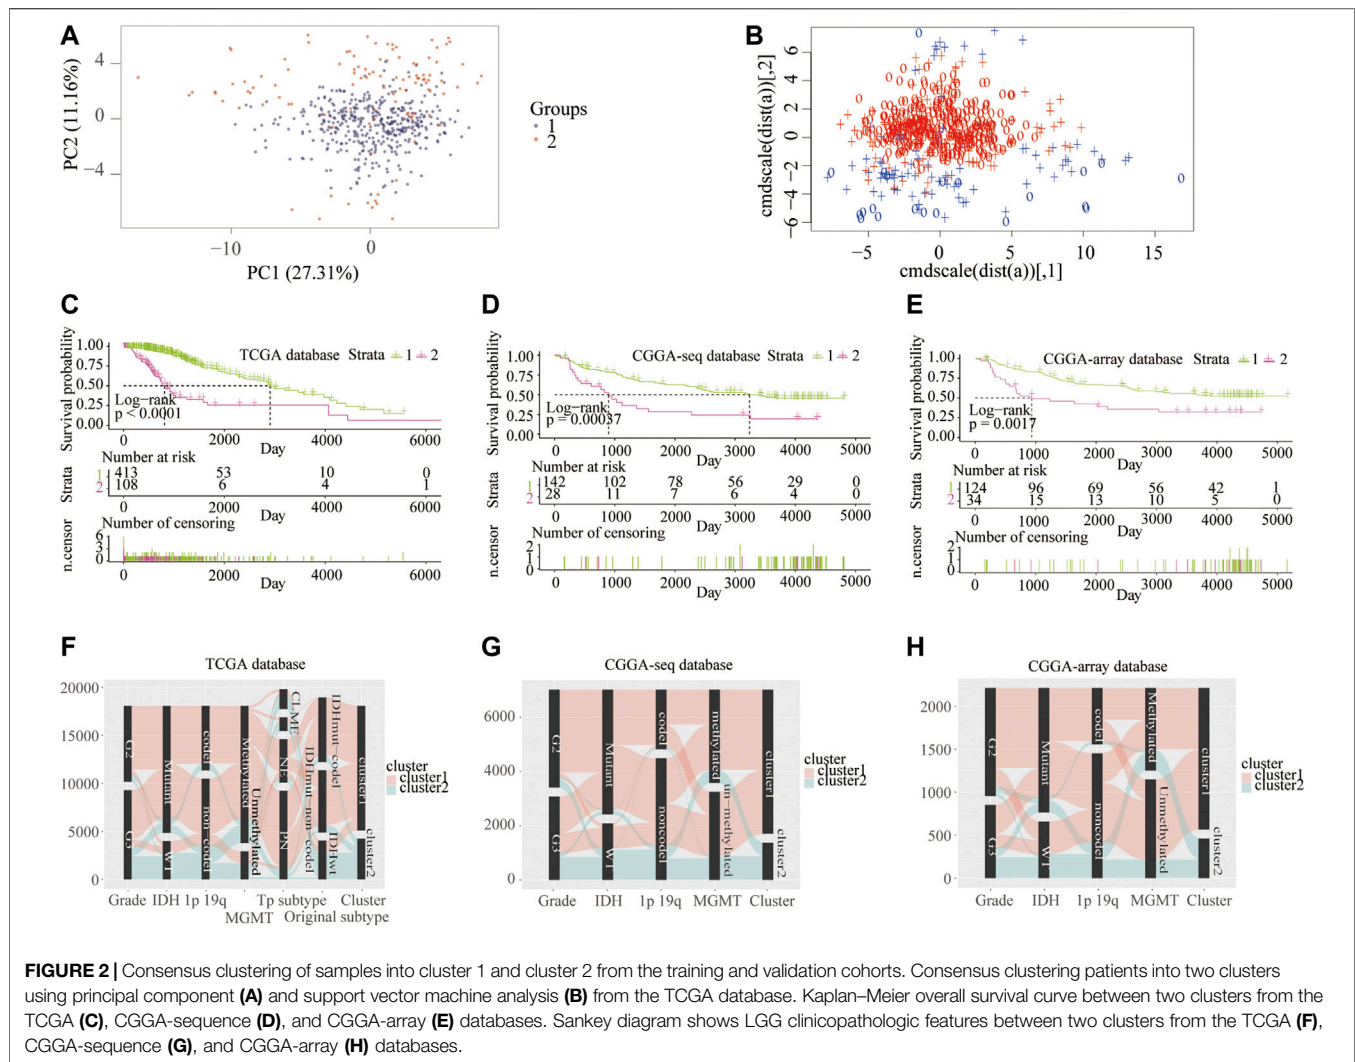 A
4
0
−4
PC2 (11.16%)
−10
0
PC1 (27.31%)
Groups
1
2
B
6
4
2
0
−2
−4
−6
cmdscale(dist(a))[,2]
−5
0
5
10
15
cmdscale(dist(a))[,1]
C
Survival probability
1.00
0.75
0.50
0.25
0.00
TCGA database Strata 1 2
Log−rank
p < 0.0001
0 2000 4000 6000
Day
Number at risk
Strata
1 413 53 10 0
2 108 6 4 1
0 2000 4000 6000
Day
Number of censoring
n.censor
6
3
0
0 2000 4000 6000
Day
D
Survival probability
1.00
0.75
0.50
0.25
0.00
CGGA-seq database Strata 1 2
Log−rank
p = 0.00037
0 1000 2000 3000 4000 5000
Day
Number at risk
Strata
1 142 102 78 56 29 0
2 28 11 7 6 4 0
0 1000 2000 3000 4000 5000
Day
Number of censoring
n.censor
2
1
0
0 1000 2000 3000 4000 5000
Day
E
Survival probability
1.00
0.75
0.50
0.25
0.00
CGGA-array database Strata 1 2
Log−rank
p = 0.0017
0 1000 2000 3000 4000 5000
Day
Number at risk
Strata
1 124 96 69 56 42 1
2 34 15 13 10 5 0
0 1000 2000 3000 4000 5000
Day
Number of censoring
n.censor
2
1
0
0 1000 2000 3000 4000 5000
Day
F
TCGA database
20000
15000
10000
5000
0
G2
G3
Mutant
WT
codel
non−codel
Methylated
Unmethylated
CL
ME
NE
PN
IDHmut−codel
IDHmut−non−codel
IDHwt
cluster1
cluster2
Grade IDH 1p 19q Tp subtype Cluster
MGMT Original subtype
cluster
cluster1
cluster2
G
CGGA-seq database
6000
4000
2000
0
G2
G3
Mutant
WT
codel
noncodel
methylated
un−methylated
cluster1
cluster2
Grade IDH 1p 19q MGMT Cluster
cluster
cluster1
cluster2
H
CGGA-array database
2000
1500
1000
500
0
G2
G3
Mutant
WT
codel
noncodel
Methylated
Unmethylated
Cluster1
cluster2
Grade IDH 1p 19q MGMT Cluster
cluster
cluster1
cluster2
FIGURE 2 | Consensus clustering of samples into cluster 1 and cluster 2 from the training and validation cohorts. Consensus clustering patients into two clusters
using principal component (A) and support vector machine analysis (B) from the TCGA database. Kaplan–Meier overall survival curve between two clusters from the
TCGA (C), CGGA-sequence (D), and CGGA-array (E) databases. Sankey diagram shows LGG clinicopathologic features between two clusters from the TCGA (F),
CGGA-sequence (G), and CGGA-array (H) databases.